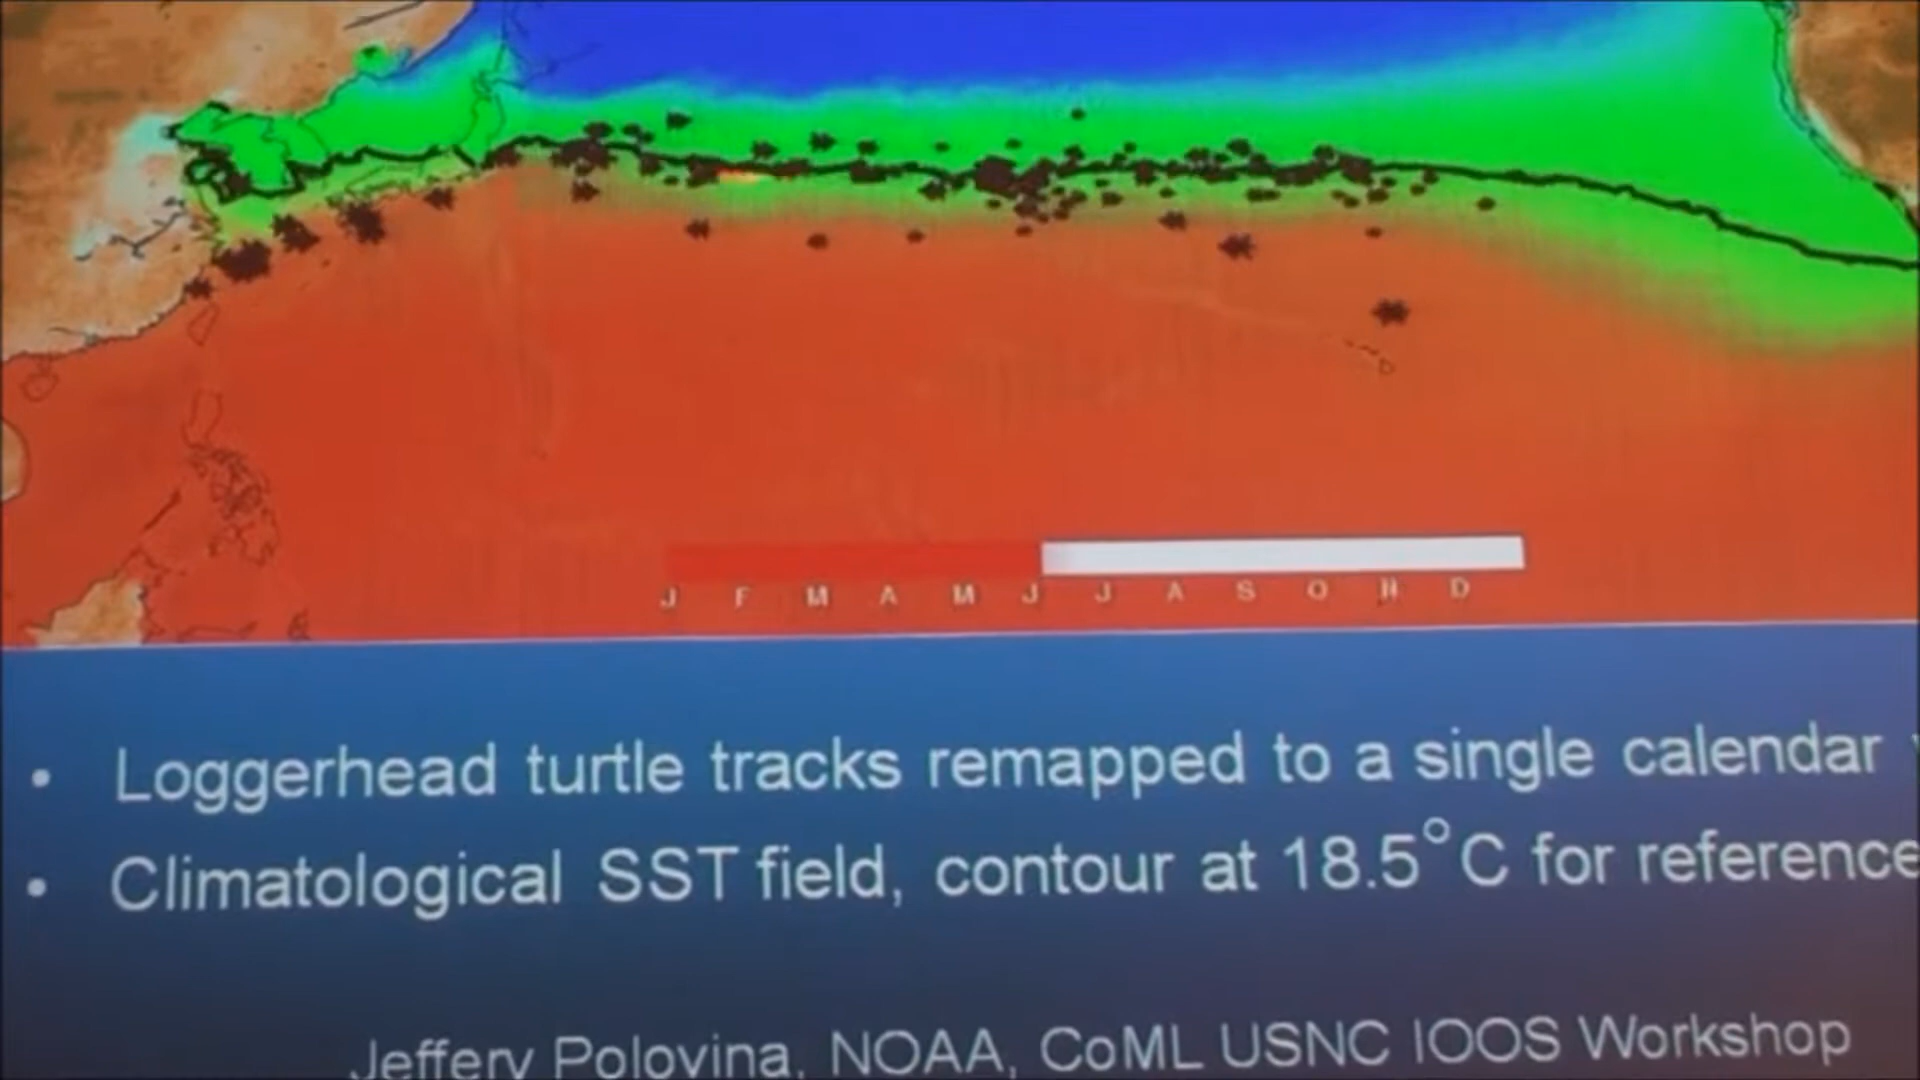 J F M A M J J A S O N D
• Loggerhead turtle tracks remapped to a single calendar
• Climatological SST field, contour at 18.5°C for reference
Jeffery Polovina, NOAA, CoML USNC IOOS Workshop